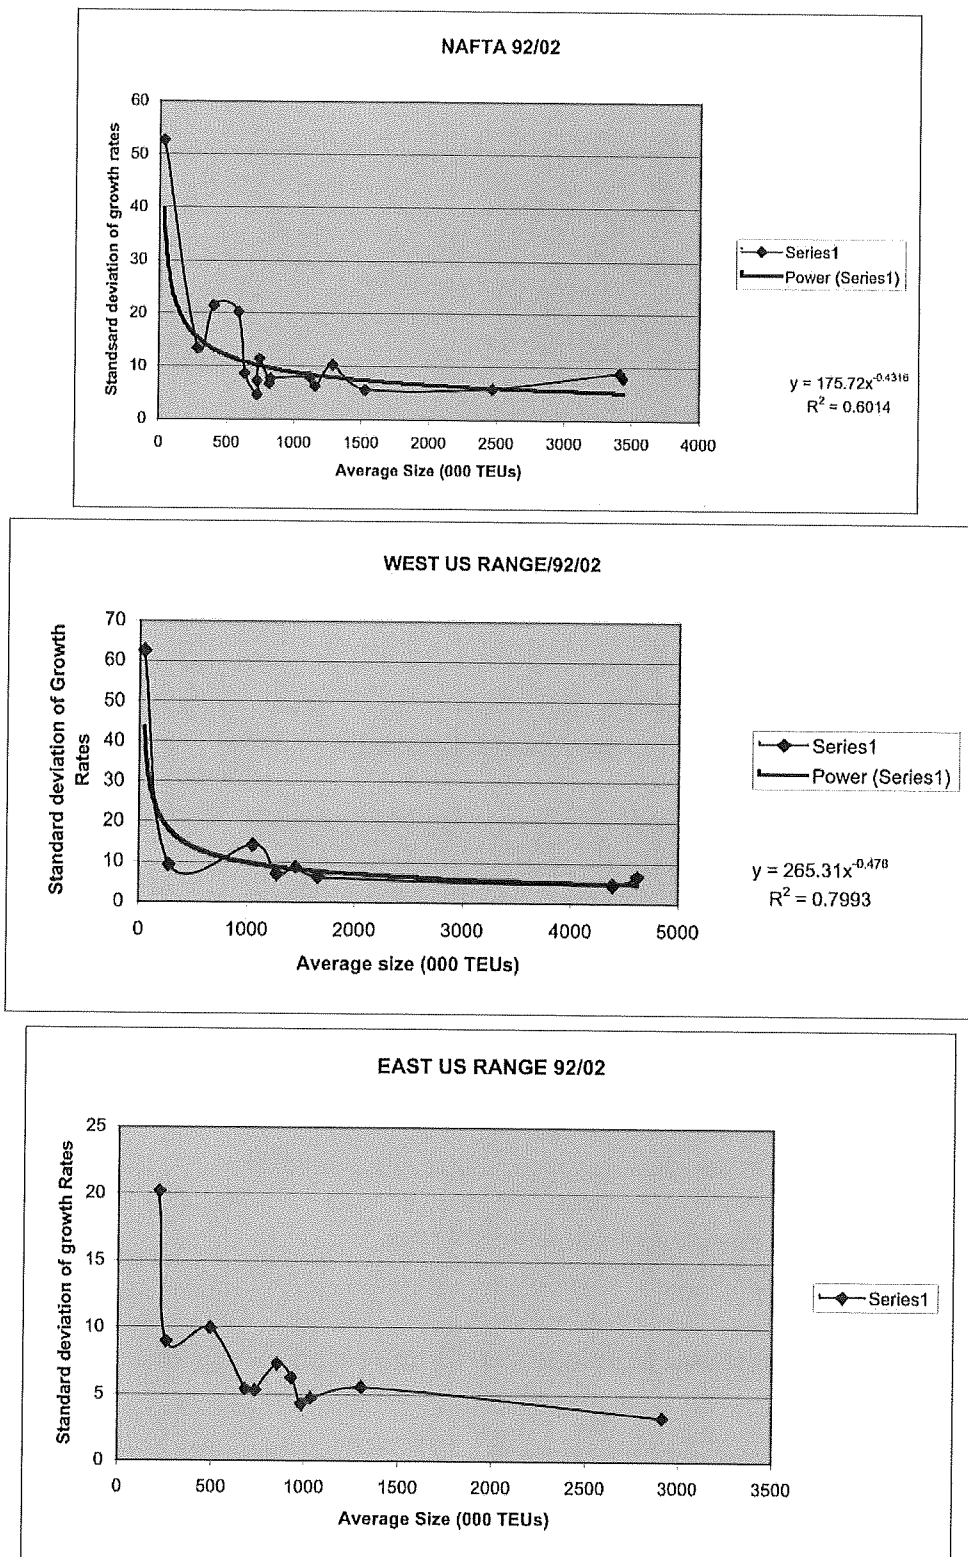 NAFTA 92/02
Standsard deviation of growth rates
60
50
40
30
20
10
0
0 500 1000 1500 2000 2500 3000 3500 4000
Average Size (000 TEUs)
Series1
Power (Series1)
y = 175.72x^-0.4316
R² = 0.6014
WEST US RANGE/92/02
Standard deviation of Growth
Rates
70
60
50
40
30
20
10
0
0 1000 2000 3000 4000 5000
Average size (000 TEUs)
Series1
Power (Series1)
y = 265.31x^-0.476
R² = 0.7993
EAST US RANGE 92/02
Standard deviation of growth Rates
25
20
15
10
5
0
0 500 1000 1500 2000 2500 3000 3500
Average Size (000 TEUs)
Series1